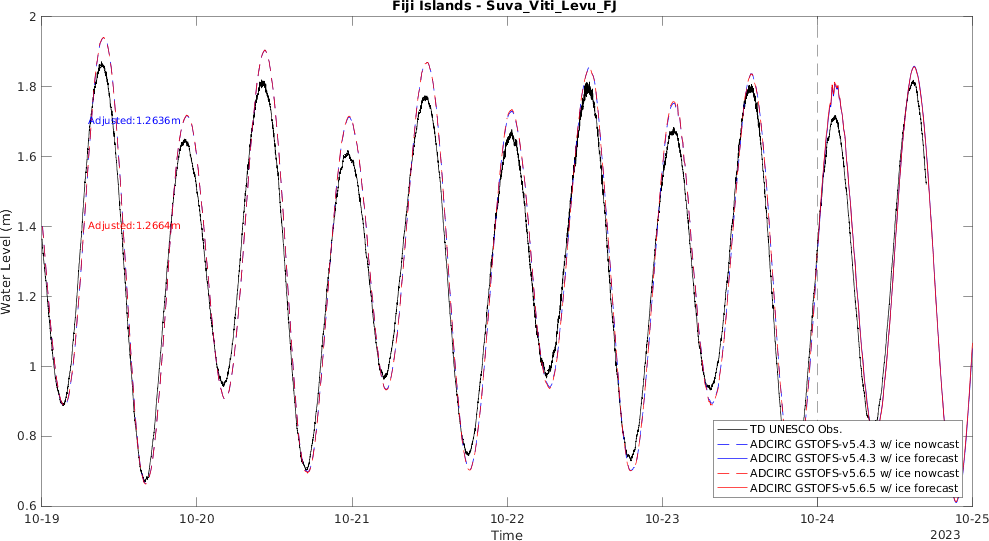 Fiji Islands - Suva_Viti_Levu_FJ
2
1.8
1.6
1.4
1.2
1
0.8
0.6
Water Level (m)
Adjusted:1.2636m
Adjusted:1.2664m
TD UNESCO Obs.
ADCIRC GSTOFS-v5.4.3 w/ ice nowcast
ADCIRC GSTOFS-v5.4.3 w/ ice forecast
ADCIRC GSTOFS-v5.6.5 w/ ice nowcast
ADCIRC GSTOFS-v5.6.5 w/ ice forecast
10-19 10-20 10-21 10-22 10-23 10-24 10-25
Time
2023